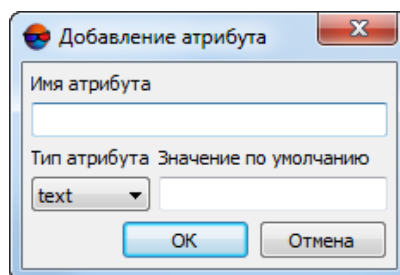 Добавление атрибута
Имя атрибута
Тип атрибута Значение по умолчанию
text
OK Отмена